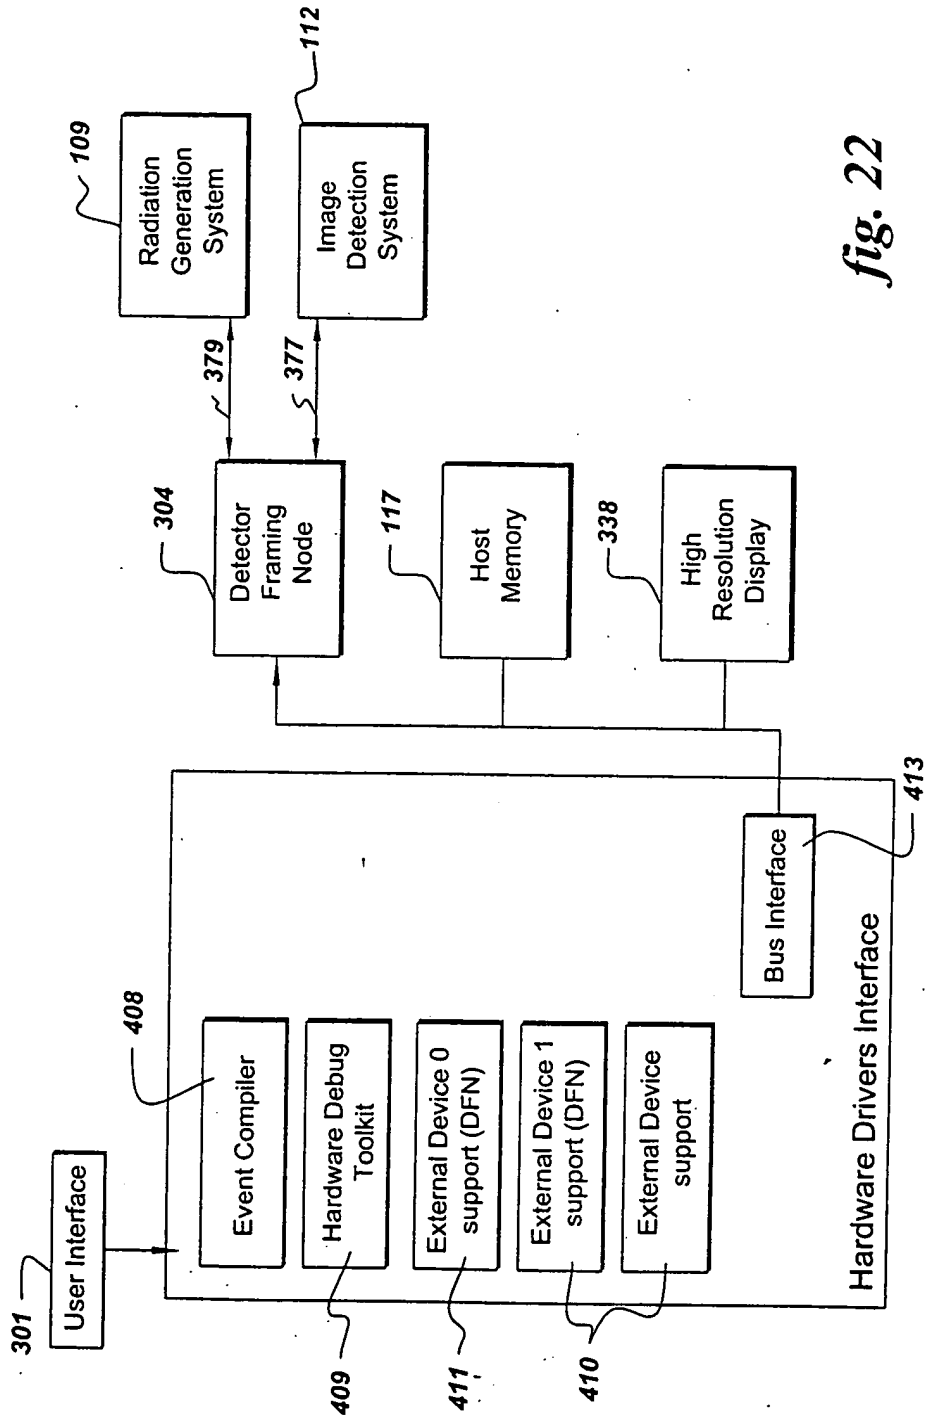 301
User Interface
408
Event Compiler
Hardware Debug
Toolkit
409
External Device 0
support (DFN)
411
External Device 1
support (DFN)
External Device
support
410
Hardware Drivers Interface
Bus Interface
413
304
Detector
Framing
Node
117
Host
Memory
338
High
Resolution
Display
379
377
109
Radiation
Generation
System
112
Image
Detection
System
fig. 22